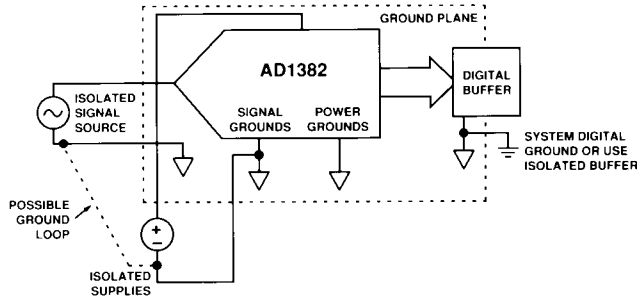 GROUND PLANE
AD1382
DIGITAL
BUFFER
ISOLATED
SIGNAL
SOURCE
SIGNAL
GROUNDS
POWER
GROUNDS
SYSTEM DIGITAL
GROUND OR USE
ISOLATED BUFFER
POSSIBLE
GROUND
LOOP
+
−
ISOLATED
SUPPLIES